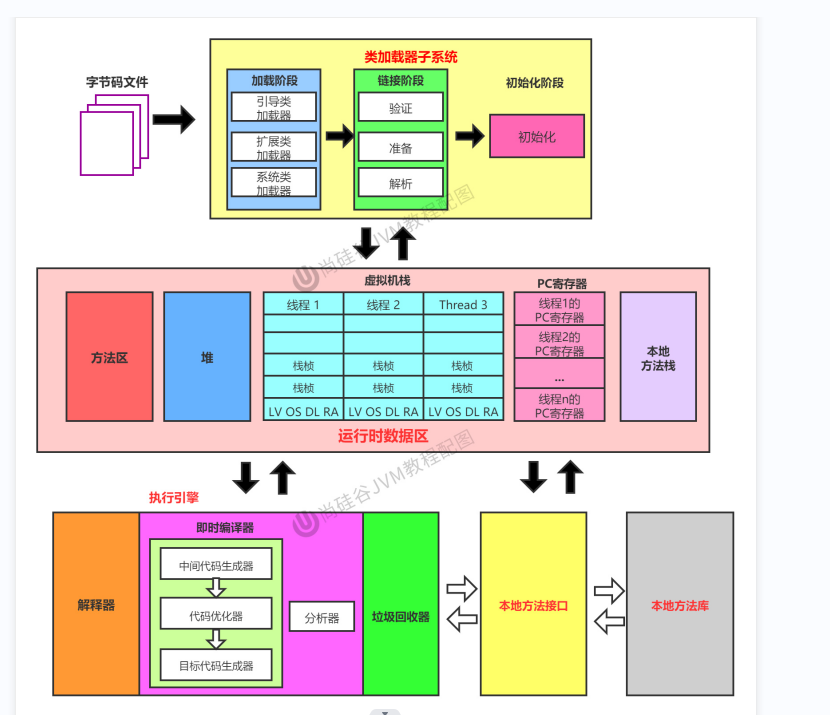 类加载器子系统
字节码文件
加载阶段
链接阶段
初始化阶段
引导类
加载器
验证
扩展类
加载器
准备
初始化
系统类
加载器
解析
尚硅谷JVM教程配图
虚拟机栈
PC寄存器
方法区
堆
线程 1
线程 2
Thread 3
栈桢
栈桢
栈桢
栈桢
栈桢
栈桢
LV OS DL RA
LV OS DL RA
LV OS DL RA
线程1的
PC寄存器
线程2的
PC寄存器
...
线程n的
PC寄存器
本地
方法栈
运行时数据区
尚硅谷JVM教程配图
执行引擎
解释器
即时编译器
中间代码生成器
代码优化器
目标代码生成器
分析器
垃圾回收器
本地方法接口
本地方法库